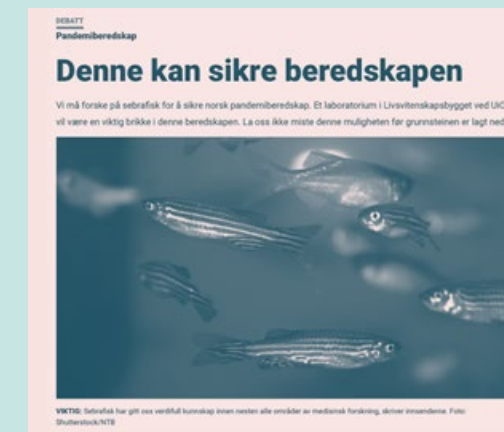 DEBATT
Pandemiberedskap
Denne kan sikre beredskapen
Vi må forske på sebrafisk for å sikre norsk pandemiberedskap. Et laboratorium i Livsvitenskapsbygget ved UiO
vil være en viktig brikke i denne beredskapen. La oss ikke miste denne muligheten før grunnsteinen er lagt ned
VIKTIG: Sebrafisk har gitt oss verdifull kunnskap innen nesten alle områder av medisinsk forskning, skriver innsenderne. Foto:
Shutterstock/NTB